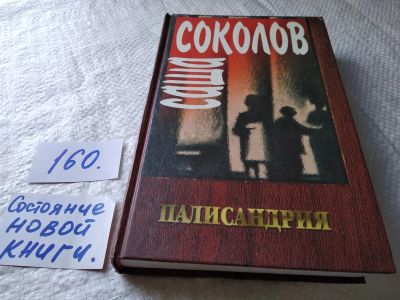 СОКОЛОВ
саша
ПАЛИСАНДРИЯ
160.
Состояние
НОВОЙ
КНИГИ.